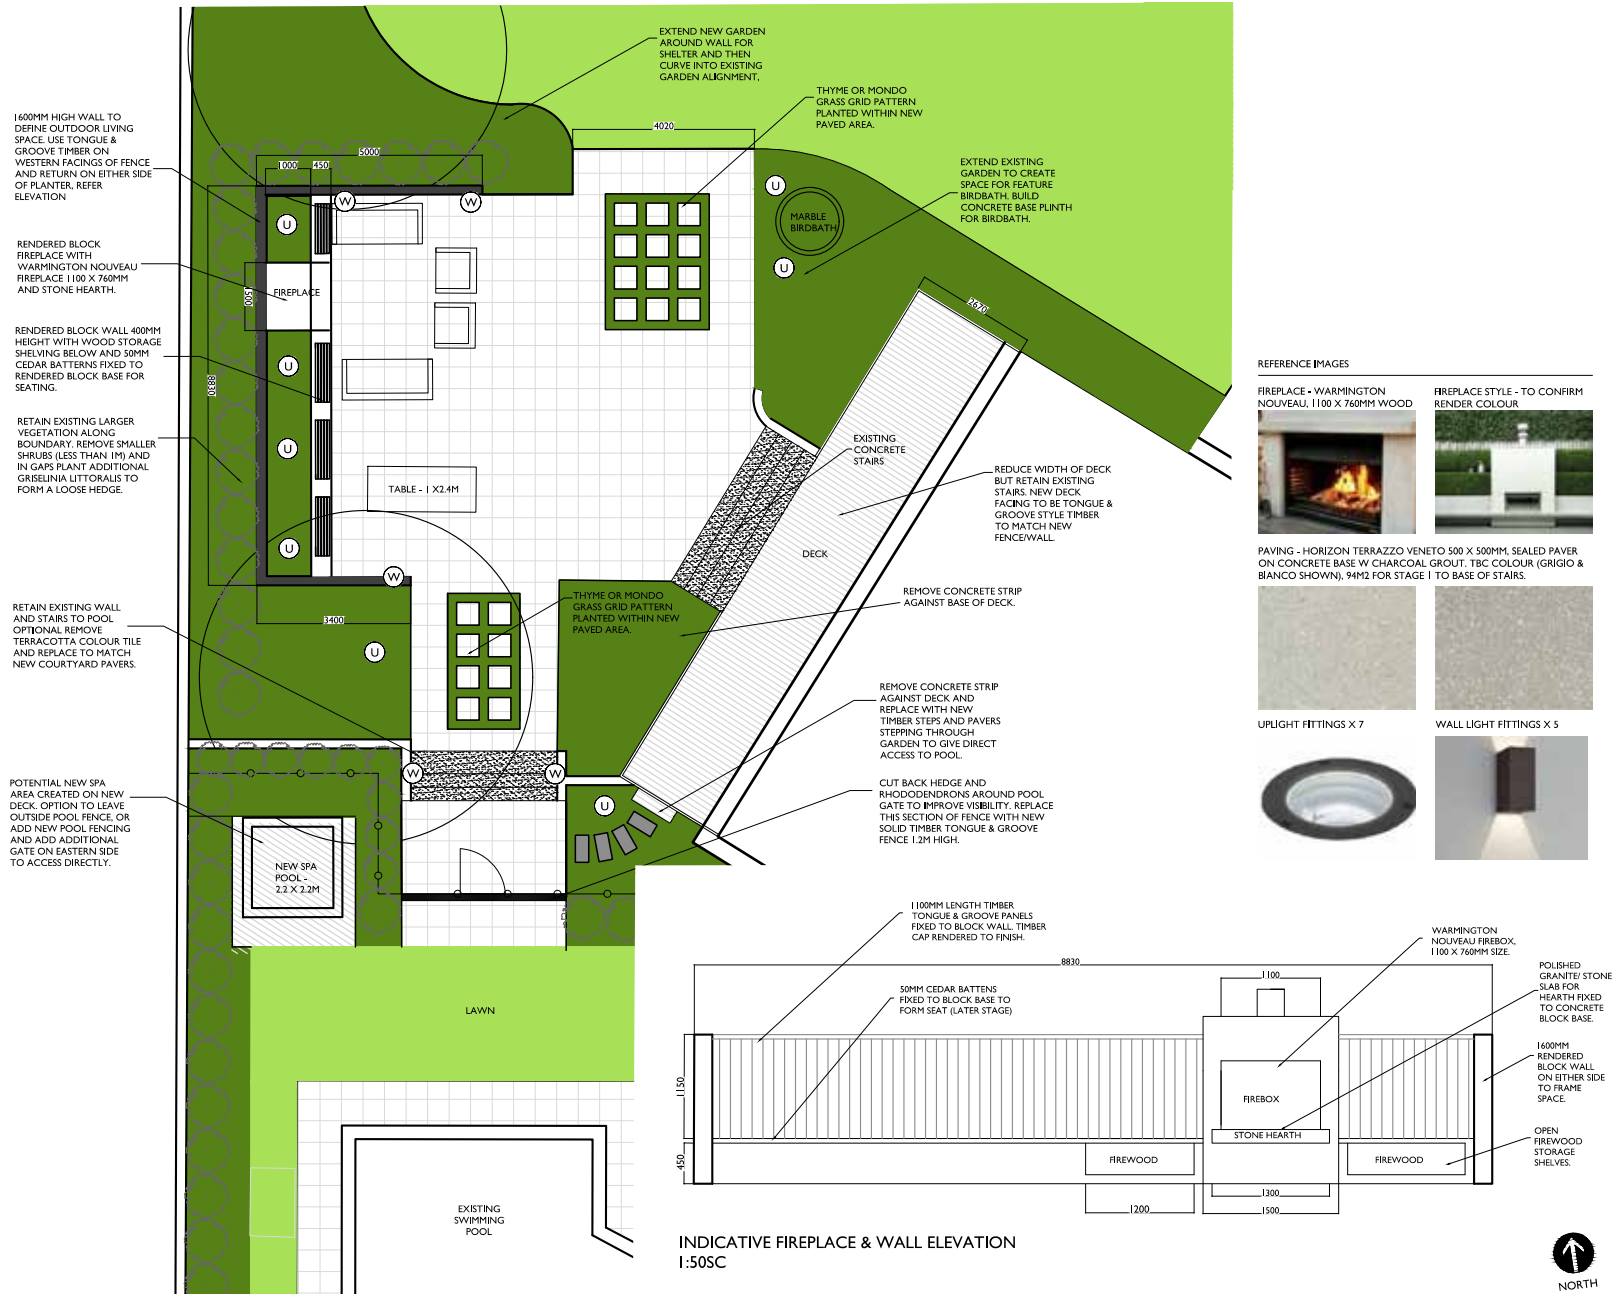 EXTEND NEW GARDEN
AROUND WALL FOR
SHELTER AND THEN
CURVE INTO EXISTING
GARDEN ALIGNMENT,
THYME OR MONDO
GRASS GRID PATTERN
PLANTED WITHIN NEW
PAVED AREA.
1600MM HIGH WALL TO
DEFINE OUTDOOR LIVING
SPACE. USE TONGUE &
GROOVE TIMBER ON
WESTERN FACINGS OF FENCE
AND RETURN ON EITHER SIDE
OF PLANTER, REFER
ELEVATION
4020
5000
1000
450
EXTEND EXISTING
GARDEN TO CREATE
SPACE FOR FEATURE
BIRDBATH. BUILD
CONCRETE BASE PLINTH
FOR BIRDBATH.
U
W
W
U
MARBLE
BIRDBATH
U
RENDERED BLOCK
FIREPLACE WITH
WARMINGTON NOUVEAU
FIREPLACE 1100 X 760MM
AND STONE HEARTH.
FIREPLACE
1500
2670
RENDERED BLOCK WALL 400MM
HEIGHT WITH WOOD STORAGE
SHELVING BELOW AND 50MM
CEDAR BATTERNS FIXED TO
RENDERED BLOCK BASE FOR
SEATING.
U
8830
RETAIN EXISTING LARGER
VEGETATION ALONG
BOUNDARY. REMOVE SMALLER
SHRUBS (LESS THAN 1M) AND
IN GAPS PLANT ADDITIONAL
GRISELINIA LITTORALIS TO
FORM A LOOSE HEDGE.
U
TABLE - 1 X2.4M
EXISTING
CONCRETE
STAIRS
REDUCE WIDTH OF DECK
BUT RETAIN EXISTING
STAIRS. NEW DECK
FACING TO BE TONGUE &
GROOVE STYLE TIMBER
TO MATCH NEW
FENCE/WALL.
U
DECK
W
REMOVE CONCRETE STRIP
AGAINST BASE OF DECK.
THYME OR MONDO
GRASS GRID PATTERN
PLANTED WITHIN NEW
PAVED AREA.
3400
RETAIN EXISTING WALL
AND STAIRS TO POOL
OPTIONAL REMOVE
TERRACOTTA COLOUR TILE
AND REPLACE TO MATCH
NEW COURTYARD PAVERS.
U
REMOVE CONCRETE STRIP
AGAINST DECK AND
REPLACE WITH NEW
TIMBER STEPS AND PAVERS
STEPPING THROUGH
GARDEN TO GIVE DIRECT
ACCESS TO POOL.
W
W
U
POTENTIAL NEW SPA
AREA CREATED ON NEW
DECK. OPTION TO LEAVE
OUTSIDE POOL FENCE, OR
ADD NEW POOL FENCING
AND ADD ADDITIONAL
GATE ON EASTERN SIDE
TO ACCESS DIRECTLY.
CUT BACK HEDGE AND
RHODODENDRONS AROUND POOL
GATE TO IMPROVE VISIBILITY. REPLACE
THIS SECTION OF FENCE WITH NEW
SOLID TIMBER TONGUE & GROOVE
FENCE 1.2M HIGH.
NEW SPA
POOL -
2.2 X 2.2M
LAWN
EXISTING
SWIMMING
POOL
REFERENCE IMAGES
FIREPLACE - WARMINGTON
NOUVEAU, 1100 X 760MM WOOD
FIREPLACE STYLE - TO CONFIRM
RENDER COLOUR
PAVING - HORIZON TERRAZZO VENETO 500 X 500MM, SEALED PAVER
ON CONCRETE BASE W CHARCOAL GROUT. TBC COLOUR (GRIGIO &
BIANCO SHOWN), 94M2 FOR STAGE 1 TO BASE OF STAIRS.
UPLIGHT FITTINGS X 7
WALL LIGHT FITTINGS X 5
1100MM LENGTH TIMBER
TONGUE & GROOVE PANELS
FIXED TO BLOCK WALL. TIMBER
CAP RENDERED TO FINISH.
WARMINGTON
NOUVEAU FIREBOX,
1100 X 760MM SIZE.
8830
1100
POLISHED
GRANITE/ STONE
SLAB FOR
HEARTH FIXED
TO CONCRETE
BLOCK BASE.
50MM CEDAR BATTENS
FIXED TO BLOCK BASE TO
FORM SEAT (LATER STAGE)
1600MM
RENDERED
BLOCK WALL
ON EITHER SIDE
TO FRAME
SPACE.
1150
FIREBOX
STONE HEARTH
450
FIREWOOD
FIREWOOD
OPEN
FIREWOOD
STORAGE
SHELVES.
1200
1300
1500
INDICATIVE FIREPLACE & WALL ELEVATION
1:50SC
NORTH